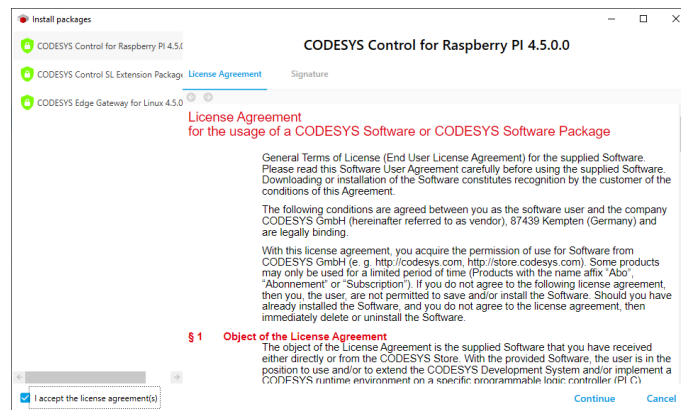 Install packages
CODESYS Control for Raspberry PI 4.5.0
CODESYS Control SL Extension Package
CODESYS Edge Gateway for Linux 4.5.0
CODESYS Control for Raspberry PI 4.5.0.0
License Agreement
Signature
License Agreement
for the usage of a CODESYS Software or CODESYS Software Package
General Terms of License (End User License Agreement) for the supplied Software.
Please read this Software User Agreement carefully before using the supplied Software.
Downloading or installation of the Software constitutes recognition by the customer of the
conditions of this Agreement.
The following conditions are agreed between you as the software user and the company
CODESYS GmbH (hereinafter referred to as vendor), 87439 Kempten (Germany) and
are legally binding.
With this license agreement, you acquire the permission of use for Software from
CODESYS GmbH (e. g. http://codesys.com, http://store.codesys.com). Some products
may only be used for a limited period of time (Products with the name affix “Abo”,
“Abonnement” or “Subscription”). If you do not agree to the following license agreement,
then you, the user, are not permitted to save and/or install the Software. Should you have
already installed the Software, and you do not agree to the license agreement, then
immediately delete or uninstall the Software.
§ 1 Object of the License Agreement
The object of the License Agreement is the supplied Software that you have received
either directly or from the CODESYS Store. With the provided Software, the user is in the
position to use and/or to extend the CODESYS Development System and/or implement a
CODESYS runtime environment on a specific programmable logic controller (PLC)
I accept the license agreement(s)
Continue
Cancel